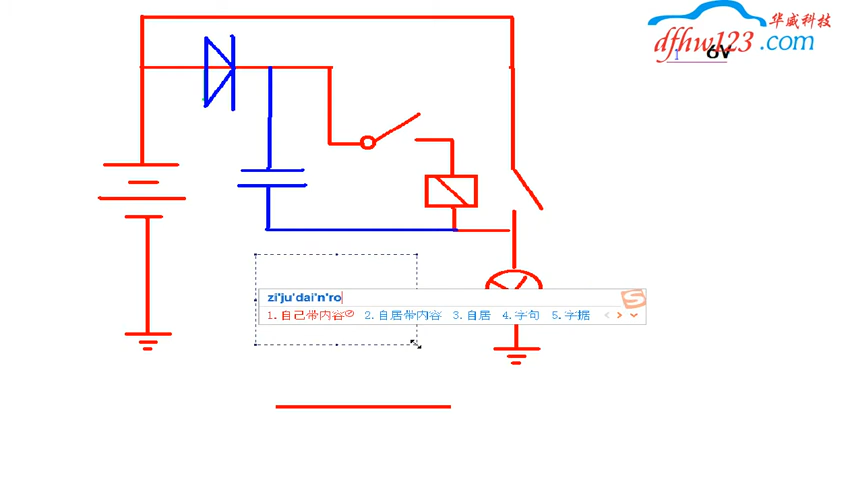 华威科技
dfhw123.com
6V
zi'ju'dai'n'ro
1.自己带内容 2.自居带内容 3.自居 4.字句 5.字据